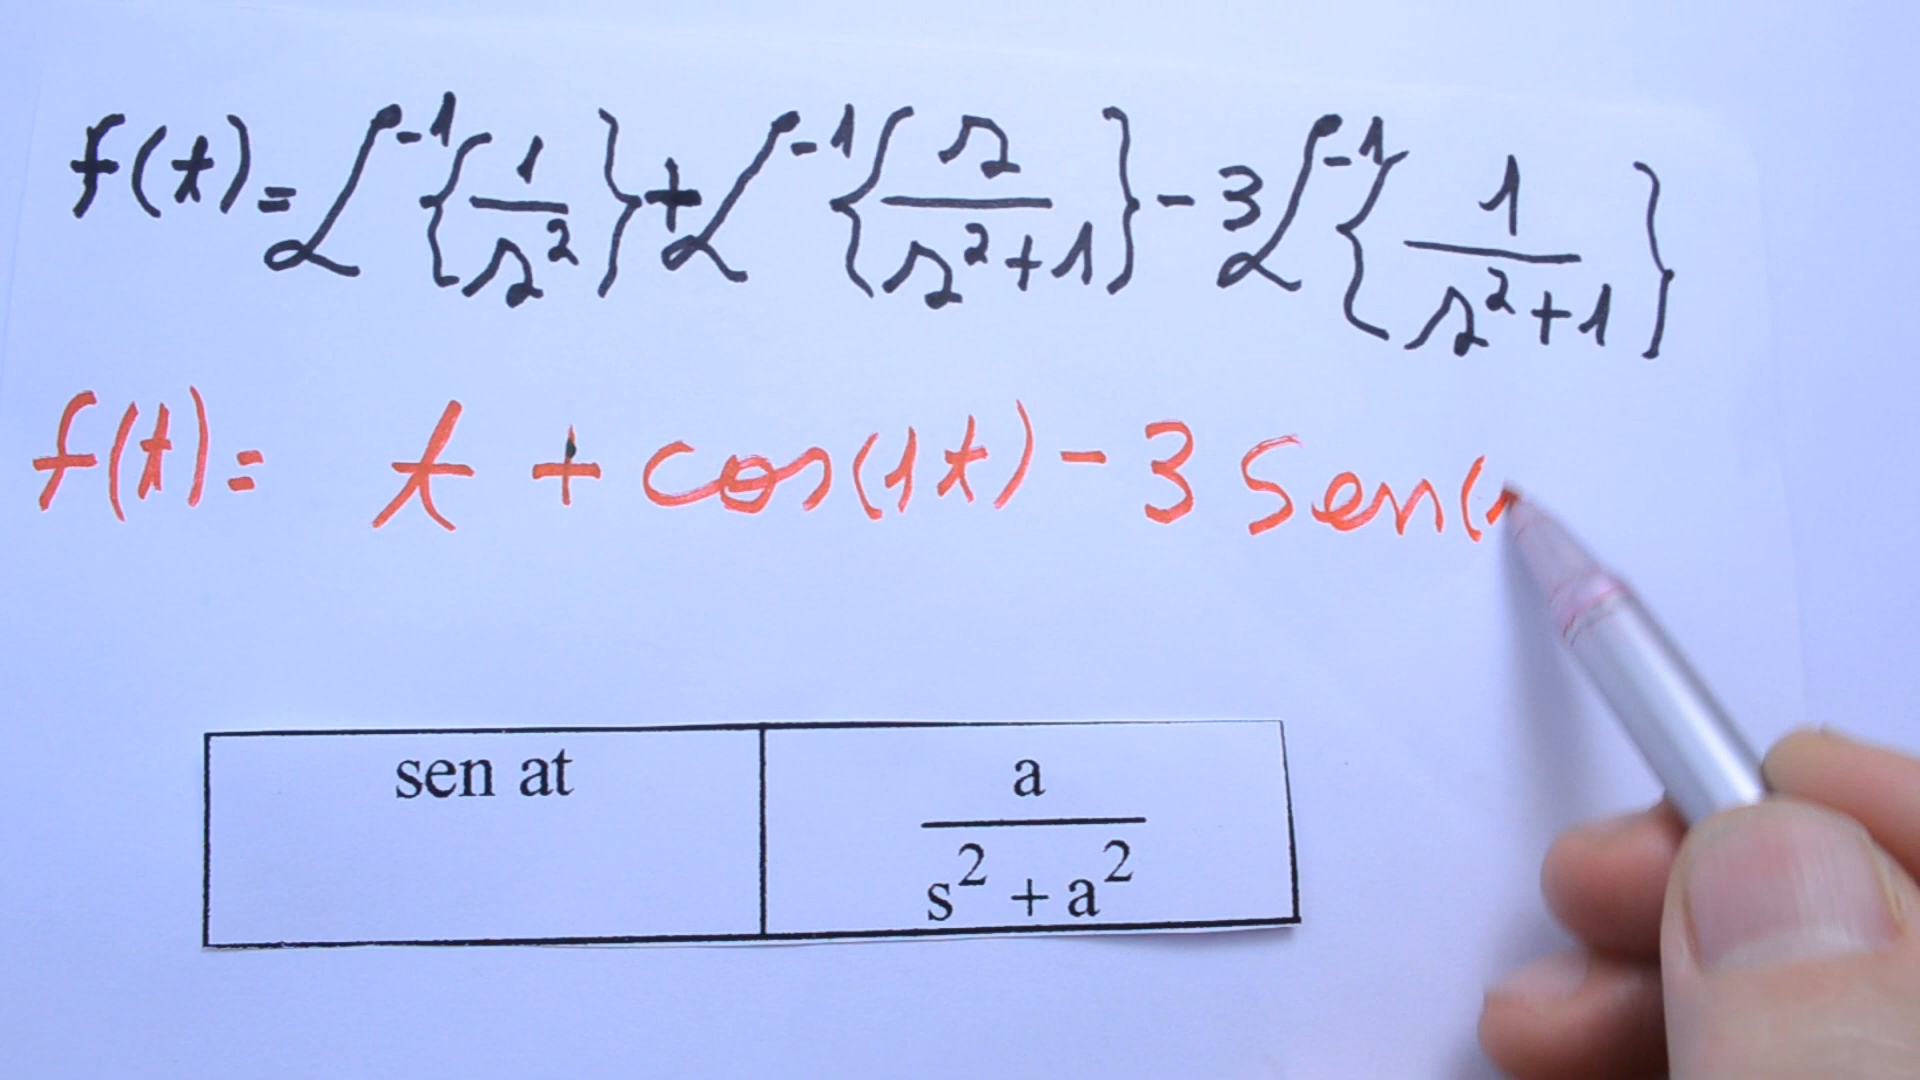 f(t) = ℒ⁻¹{1/s²} + ℒ⁻¹{s/(s²+1)} - 3ℒ⁻¹{1/(s²+1)}
f(t) = t + cos(1t) - 3 Sen(1
sen at
a
s² + a²